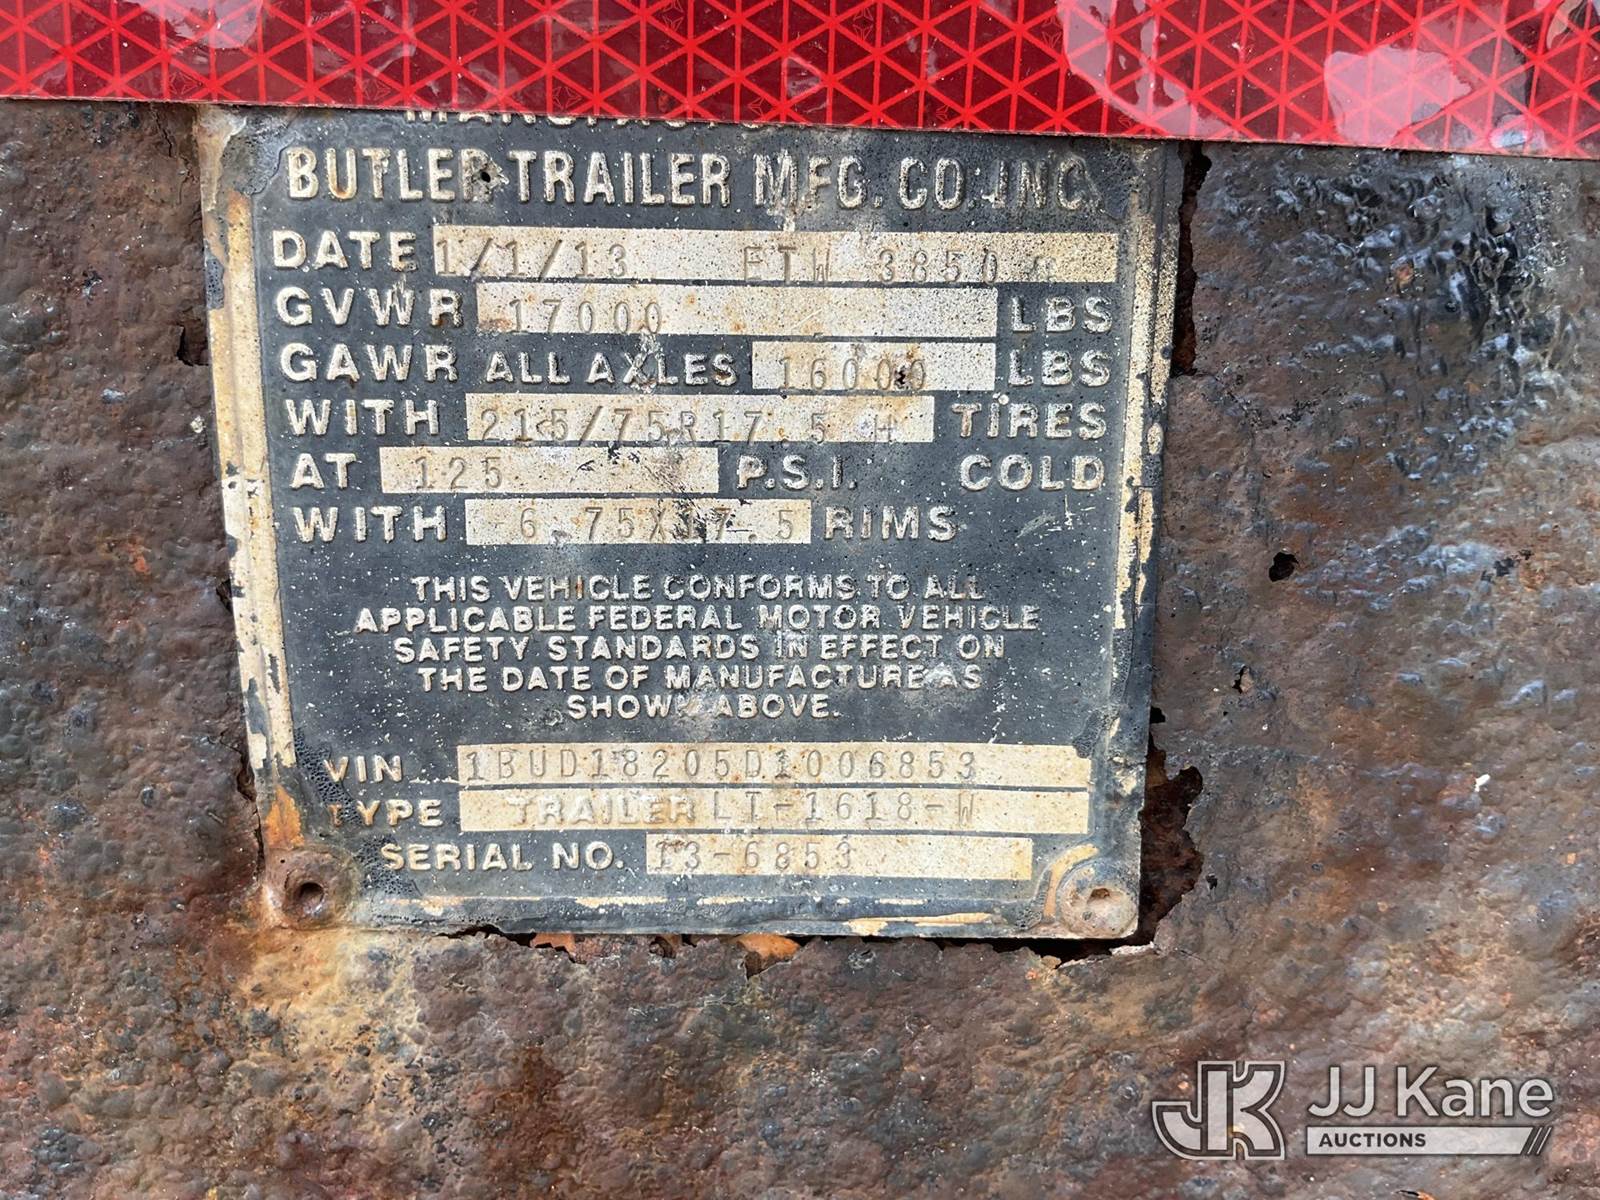 BUTLER TRAILER MFG. CO. INC.
DATE 1/1/13 ETW 3850
GVWR 17000 LBS
GAWR ALL AXLES 16000 LBS
WITH 215/75R17.5 H TIRES
AT 125 P.S.I. COLD
WITH 6.75X17.5 RIMS
THIS VEHICLE CONFORMS TO ALL
APPLICABLE FEDERAL MOTOR VEHICLE
SAFETY STANDARDS IN EFFECT ON
THE DATE OF MANUFACTURE AS
SHOWN ABOVE.
VIN 1BUD18205D1006853
TYPE TRAILER LT-1618-W
SERIAL NO. 13-6853
JK JJ Kane
AUCTIONS